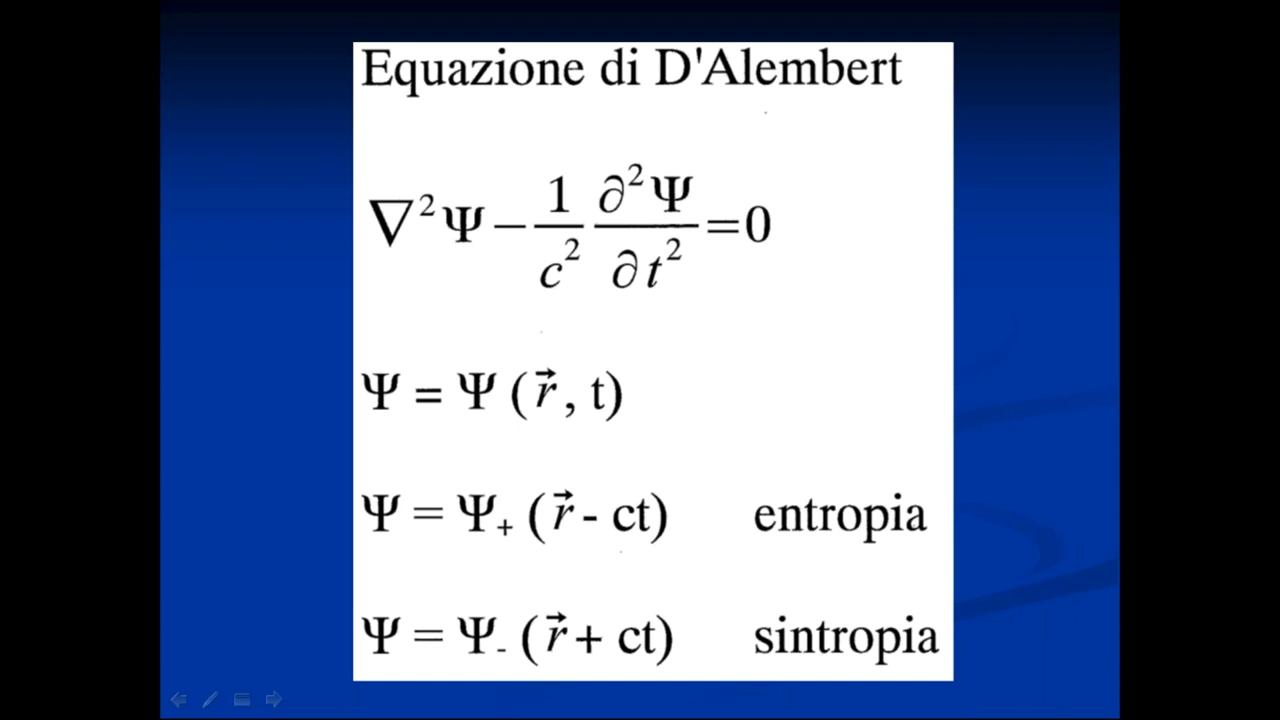 Equazione di D'Alembert
∇²Ψ − 1/c² ∂²Ψ/∂t² = 0
Ψ = Ψ (r⃗, t)
Ψ = Ψ₊ (r⃗ - ct) entropia
Ψ = Ψ₋ (r⃗ + ct) sintropia